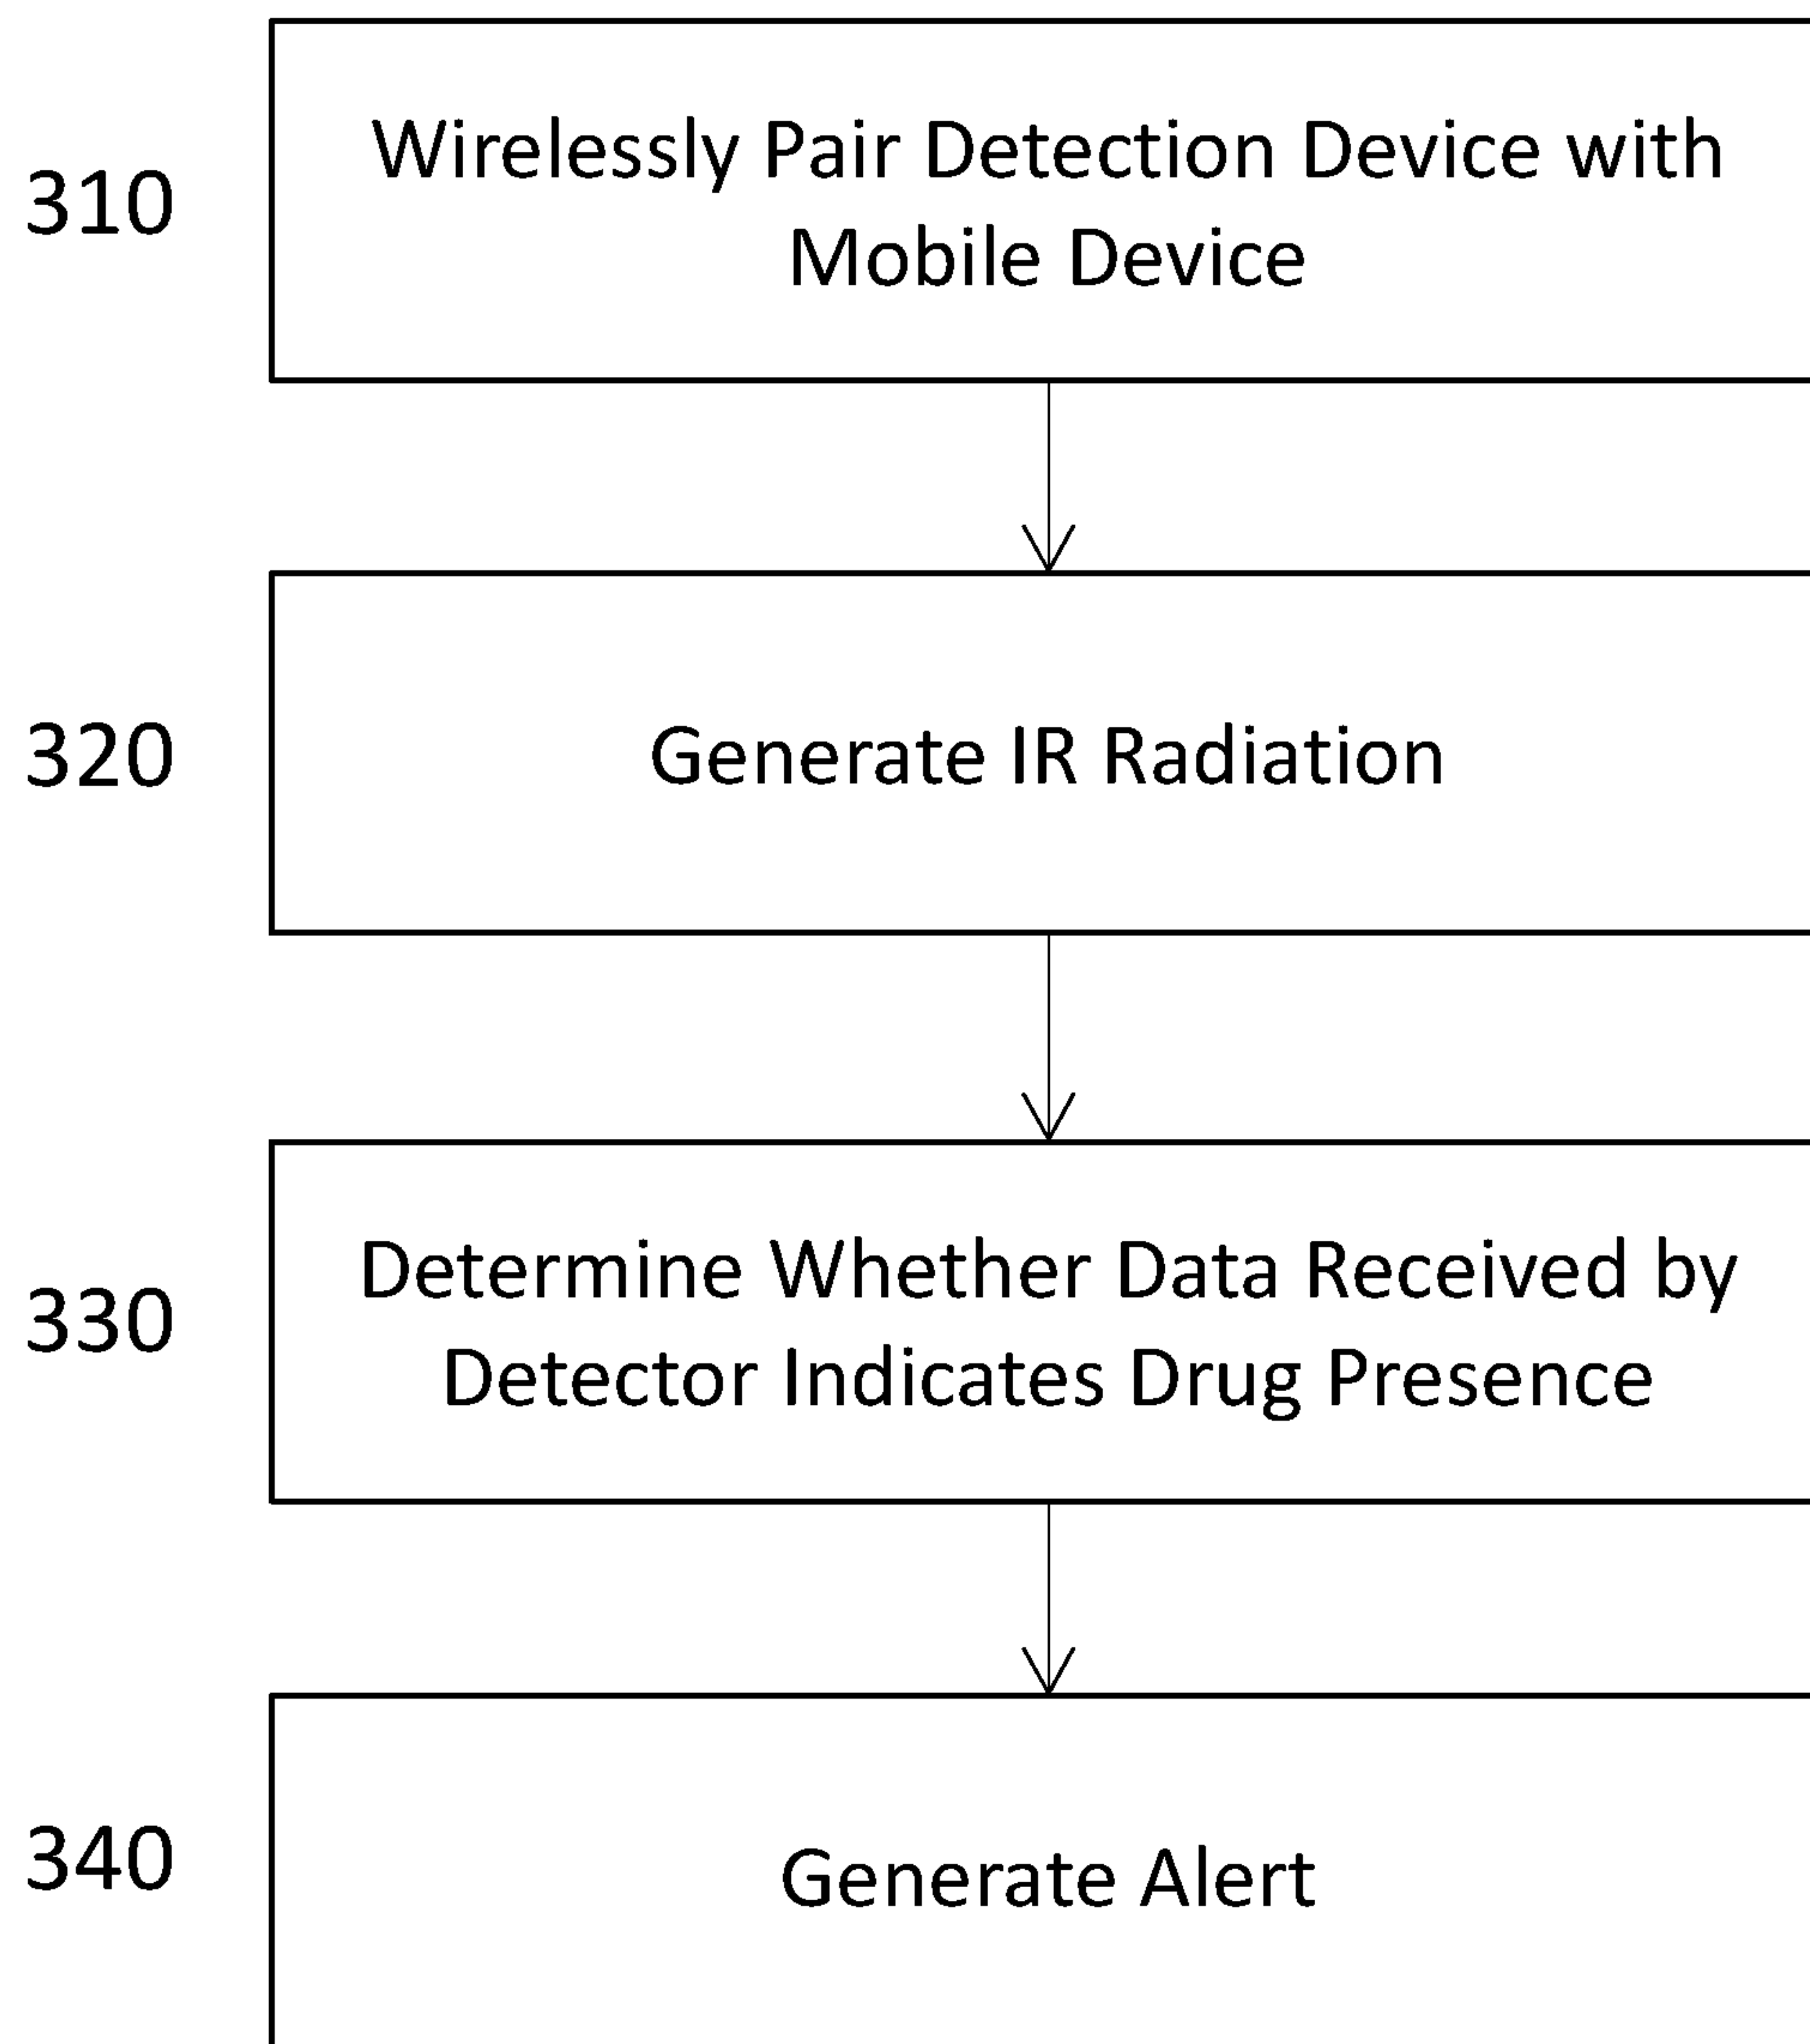 310
Wirelessly Pair Detection Device with
Mobile Device
320
Generate IR Radiation
330
Determine Whether Data Received by
Detector Indicates Drug Presence
340
Generate Alert